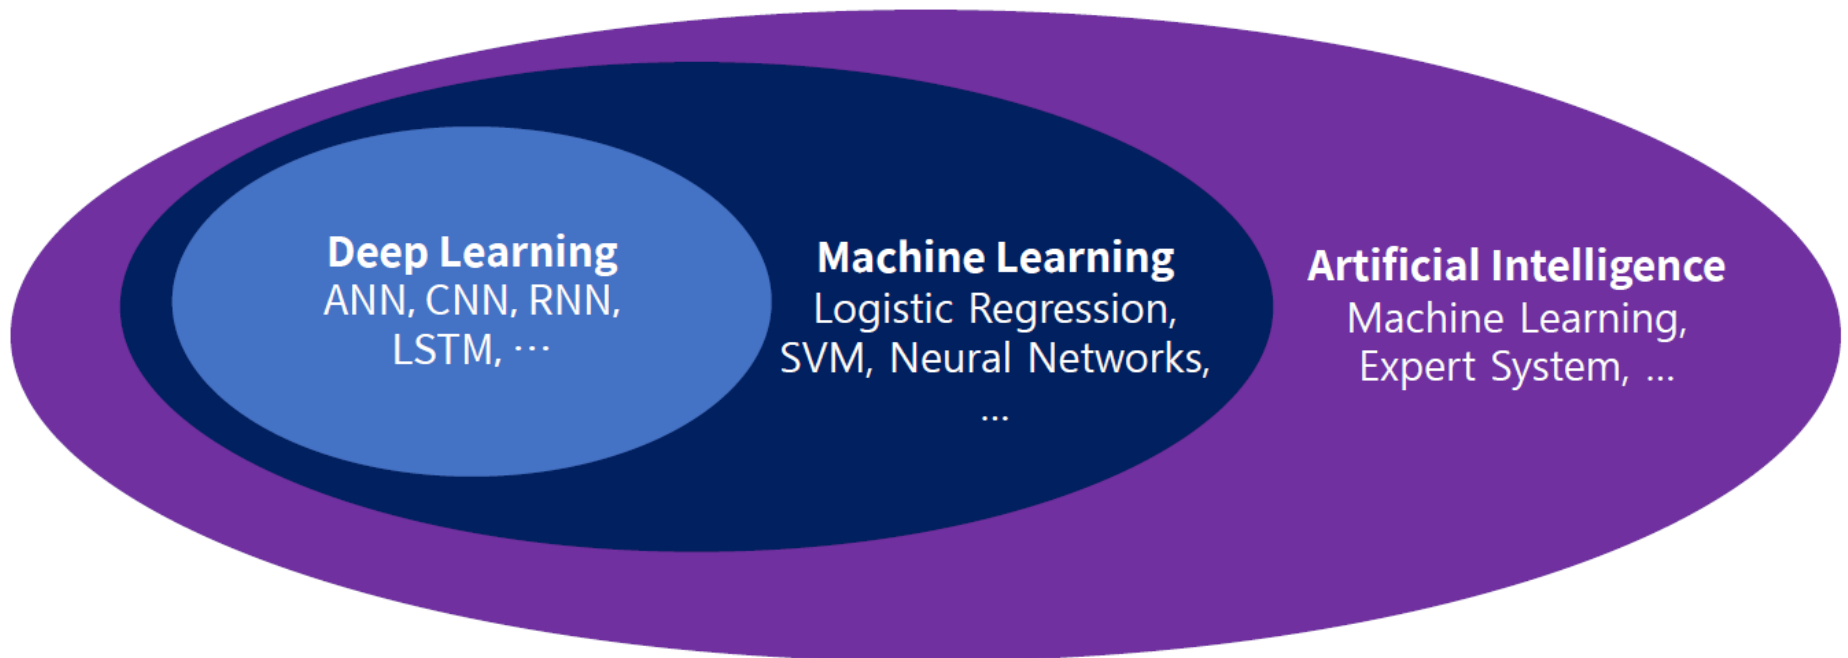 Deep Learning
ANN, CNN, RNN,
LSTM, ⋯
Machine Learning
Logistic Regression,
SVM, Neural Networks,
...
Artificial Intelligence
Machine Learning,
Expert System, ...